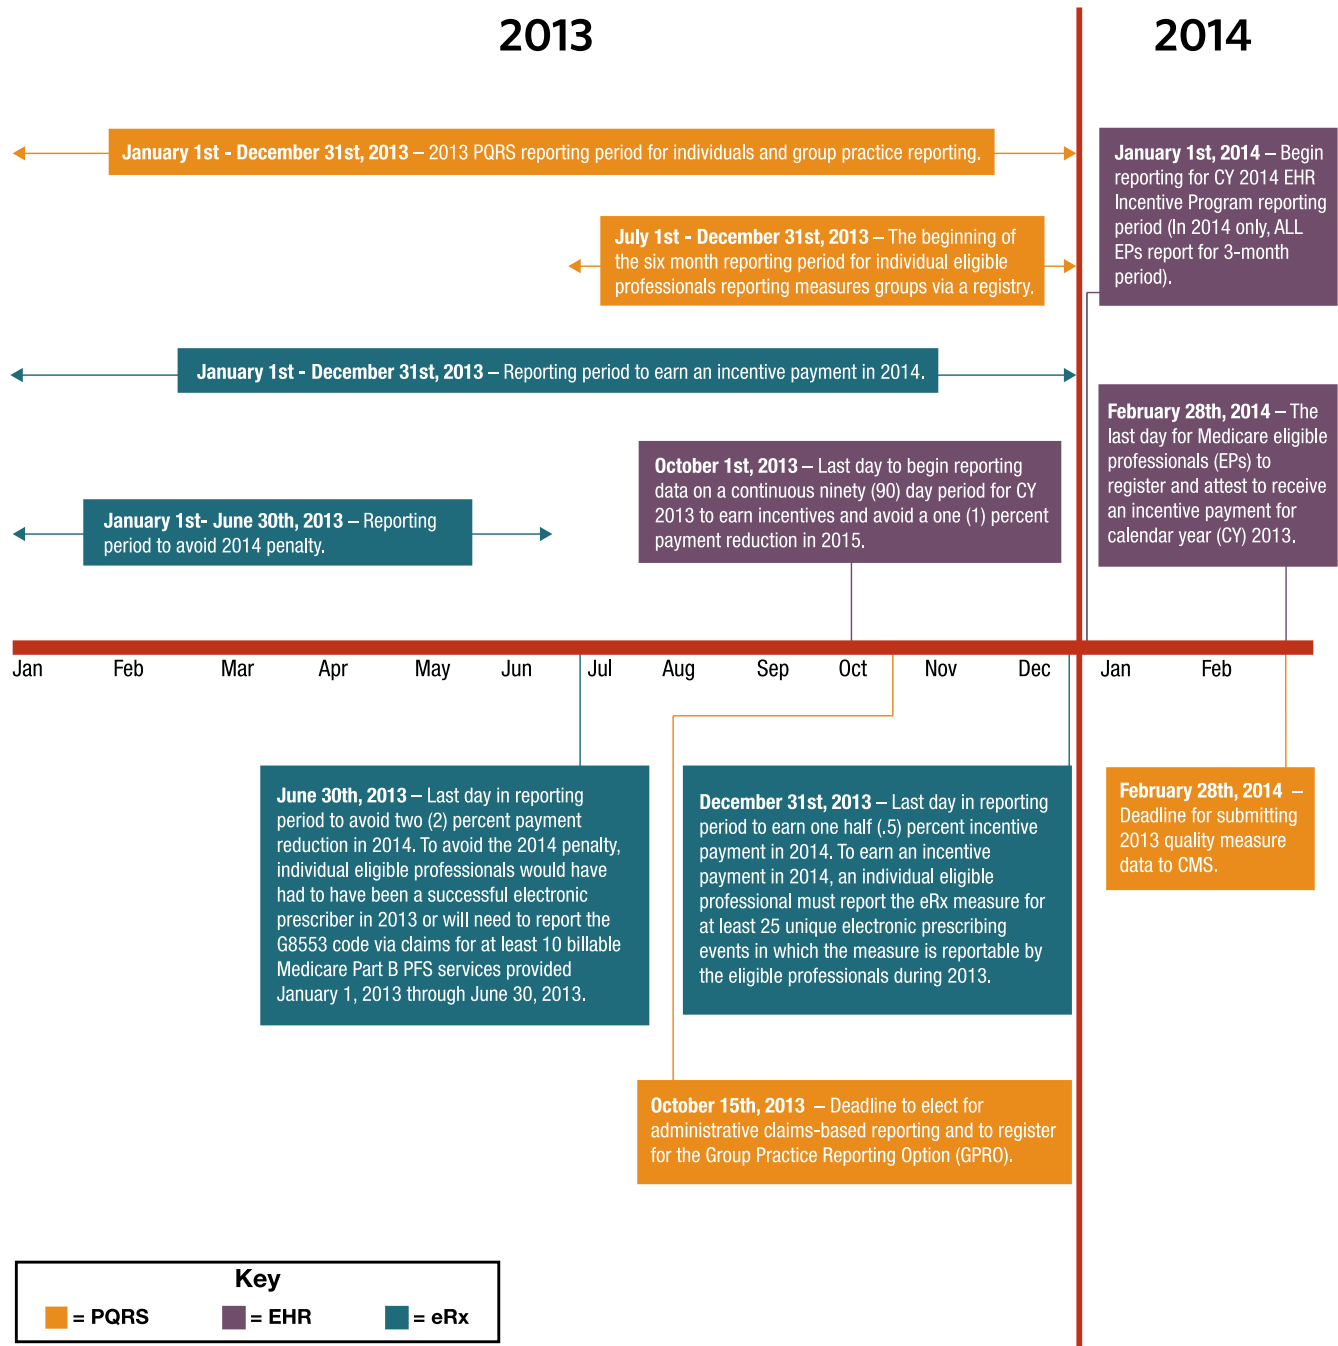 2013
2014
January 1st - December 31st, 2013 – 2013 PQRS reporting period for individuals and group practice reporting.
January 1st, 2014 – Begin
reporting for CY 2014 EHR
Incentive Program reporting
period (In 2014 only, ALL
EPs report for 3-month
period).
July 1st - December 31st, 2013 – The beginning of
the six month reporting period for individual eligible
professionals reporting measures groups via a registry.
January 1st - December 31st, 2013 – Reporting period to earn an incentive payment in 2014.
February 28th, 2014 – The
last day for Medicare eligible
professionals (EPs) to
register and attest to receive
an incentive payment for
calendar year (CY) 2013.
October 1st, 2013 – Last day to begin reporting
data on a continuous ninety (90) day period for CY
2013 to earn incentives and avoid a one (1) percent
payment reduction in 2015.
January 1st- June 30th, 2013 – Reporting
period to avoid 2014 penalty.
Jan Feb Mar Apr May Jun Jul Aug Sep Oct Nov Dec Jan Feb
June 30th, 2013 – Last day in reporting
period to avoid two (2) percent payment
reduction in 2014. To avoid the 2014 penalty,
individual eligible professionals would have
had to have been a successful electronic
prescriber in 2013 or will need to report the
G8553 code via claims for at least 10 billable
Medicare Part B PFS services provided
January 1, 2013 through June 30, 2013.
December 31st, 2013 – Last day in reporting
period to earn one half (.5) percent incentive
payment in 2014. To earn an incentive
payment in 2014, an individual eligible
professional must report the eRx measure for
at least 25 unique electronic prescribing
events in which the measure is reportable by
the eligible professionals during 2013.
February 28th, 2014 –
Deadline for submitting
2013 quality measure
data to CMS.
October 15th, 2013 – Deadline to elect for
administrative claims-based reporting and to register
for the Group Practice Reporting Option (GPRO).
Key
= PQRS = EHR = eRx